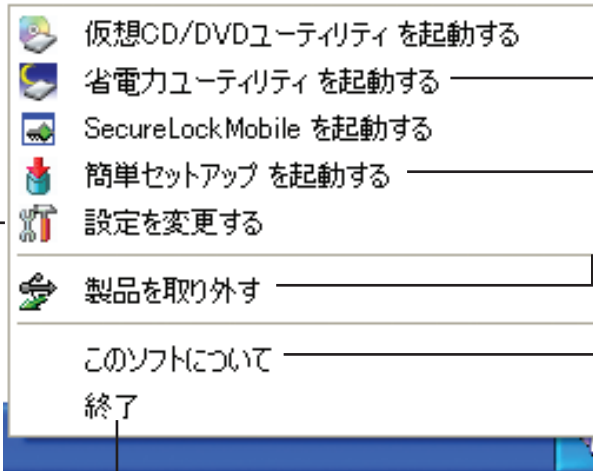 仮想CD/DVDユーティリティ を起動する
省電力ユーティリティ を起動する
SecureLockMobile を起動する
簡単セットアップ を起動する
設定を変更する
製品を取り外す
このソフトについて
終了